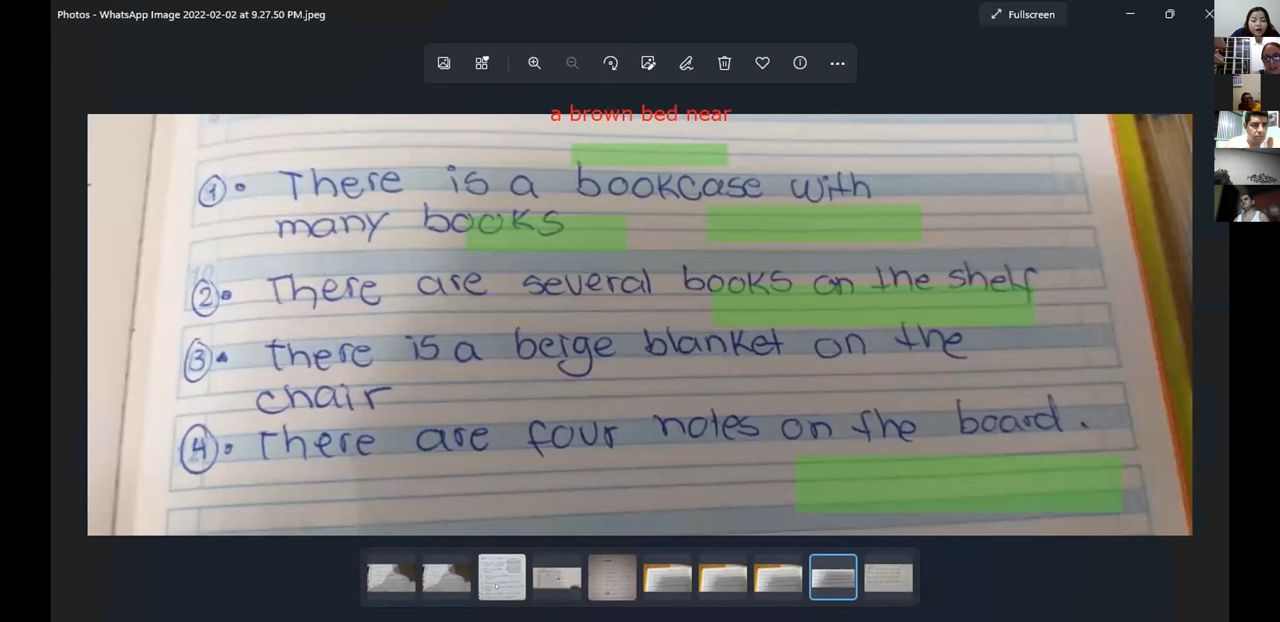 Photos - WhatsApp Image 2022-02-02 at 9.27.50 PM.jpeg
Fullscreen
a brown bed near
1. There is a bookcase with
many books
2. There are several books on the shelf
3. there is a beige blanket on the
chair
4. There are four notes on the board.